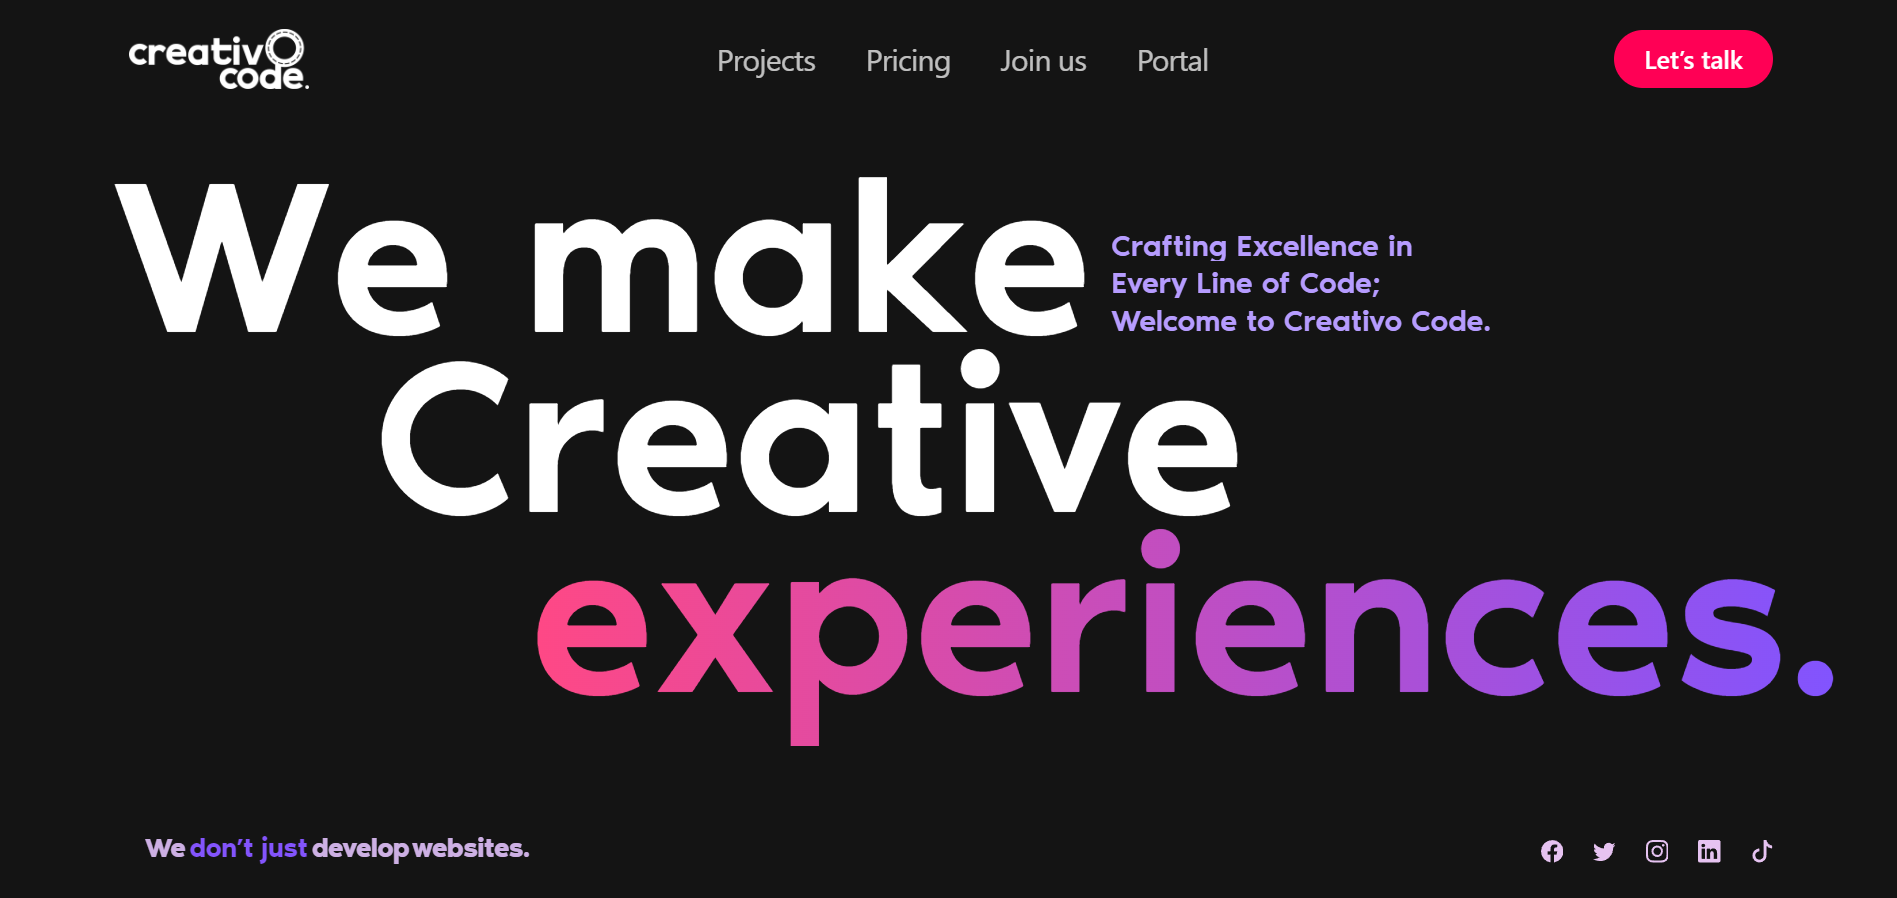 creativo
code.
Projects Pricing Join us Portal
Let's talk
We make
Crafting Excellence in
Every Line of Code;
Welcome to Creativo Code.
Creative
experiences.
We don't just develop websites.